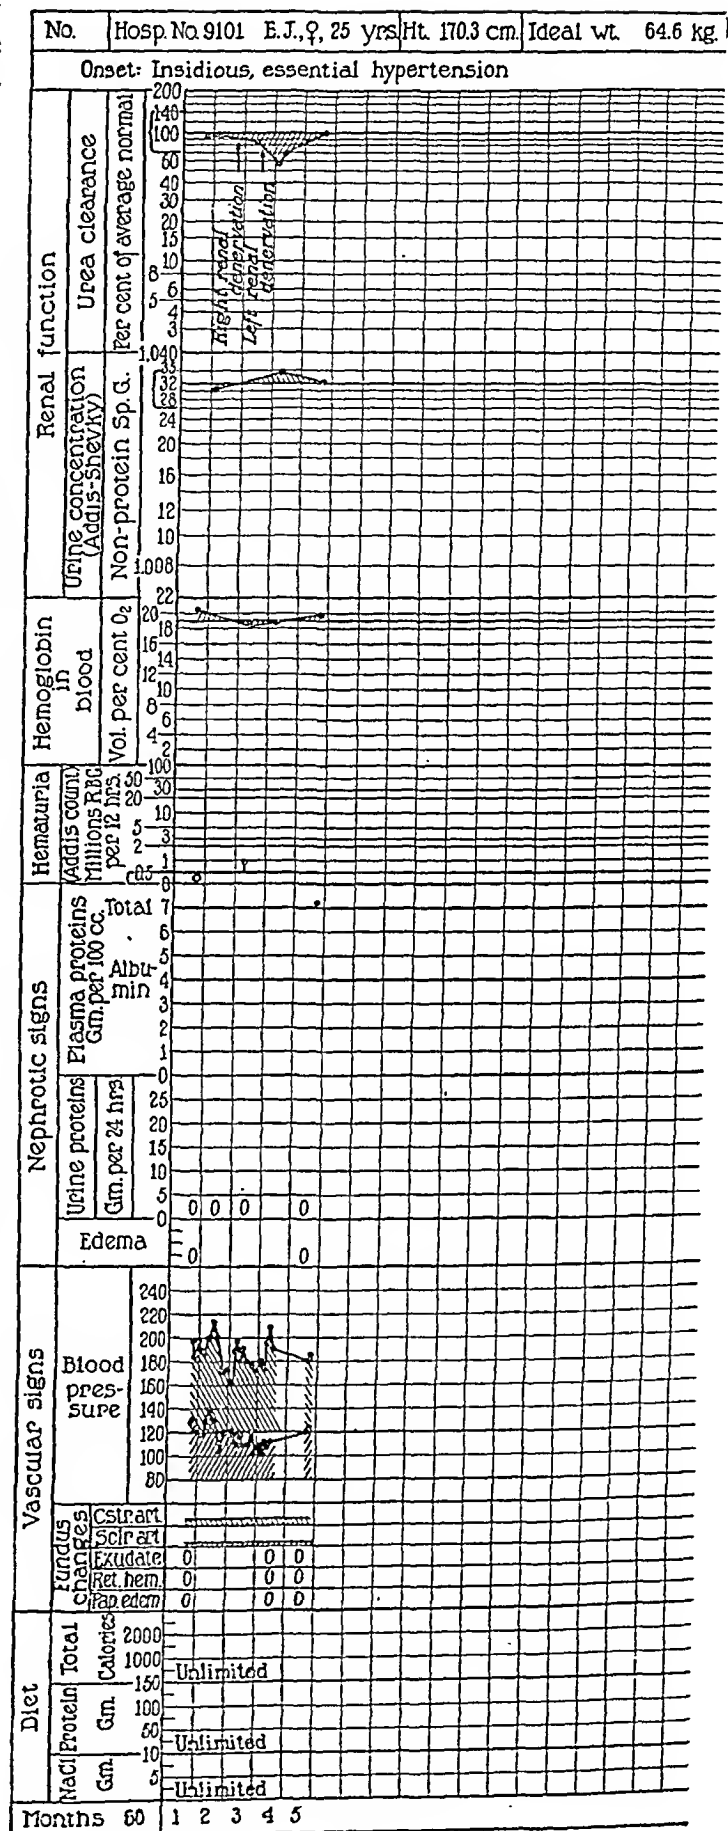 No. Hosp. No. 9101 E.J., ♀, 25 yrs. Ht. 170.3 cm. Ideal wt. 64.6 kg.
Onset: Insidious, essential hypertension
Renal function
Urea clearance
Per cent of average normal
200
140
100
60
40
30
20
15
10
8
6
5
4
3
Right renal
denervation
Left renal
denervation
Urine concentration
(Addis-Shevky)
Non-protein Sp. G.
1.040
35
32
28
24
20
16
12
10
1.008
Hemoglobin
in
blood
Vol. per cent O2
22
20
18
16
14
12
10
8
6
4
2
Hematuria
(Addis count)
Millions RBC
per 12 hrs.
100
50
30
20
10
5
3
2
1
0.5
Nephrotic signs
Plasma proteins
Gm. per 100 cc.
8
Total 7
6
5
Albu-
min
4
3
2
1
0
Urine proteins
Gm. per 24 hrs.
25
20
15
10
5
0
0 0 0 0
Edema
0 0
Vascular signs
Blood
pres-
sure
240
220
200
180
160
140
120
100
80
Fundus
changes
Cstr. art.
Sclr. art.
Exudate 0 0 0
Ret. hem. 0 0 0
Pap. edem 0 0 0
Diet
Total
Calories
2000
1000
Unlimited
Protein
Gm.
150
100
50
Unlimited
NaCl
Gm.
10
5
Unlimited
Months 1 2 3 4 5